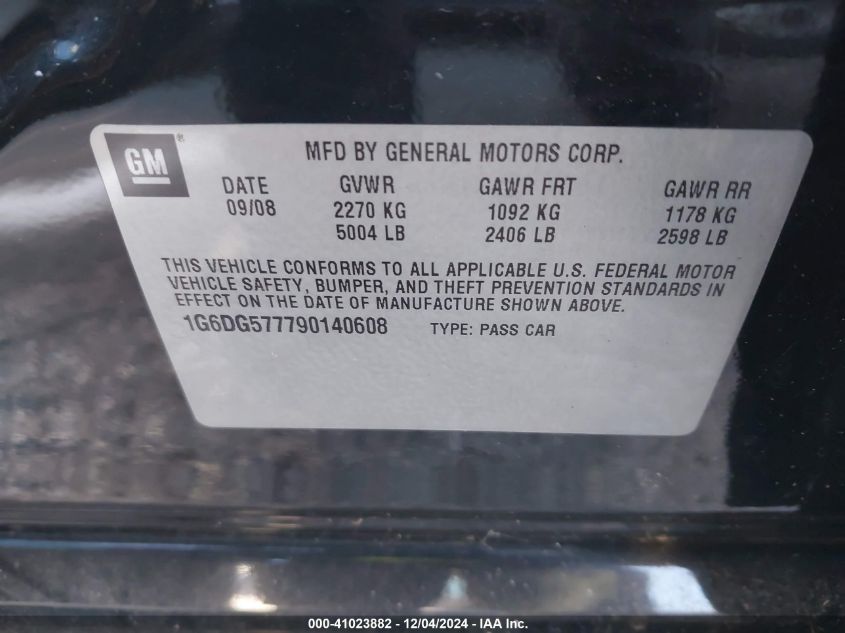 GM®
MFD BY GENERAL MOTORS CORP.
DATE GVWR GAWR FRT GAWR RR
09/08 2270 KG 1092 KG 1178 KG
5004 LB 2406 LB 2598 LB
THIS VEHICLE CONFORMS TO ALL APPLICABLE U.S. FEDERAL MOTOR
VEHICLE SAFETY, BUMPER, AND THEFT PREVENTION STANDARDS IN
EFFECT ON THE DATE OF MANUFACTURE SHOWN ABOVE.
1G6DG577790140608 TYPE: PASS CAR
000-41023882 - 12/04/2024 - IAA Inc.